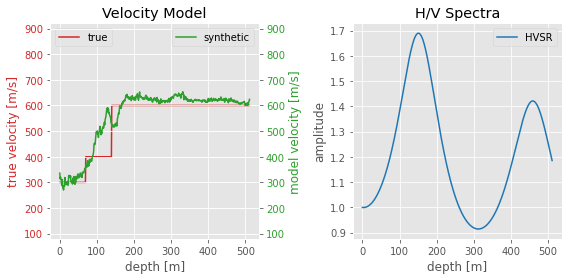 Velocity Model
true
synthetic
900
800
700
600
500
400
300
200
100
true velocity [m/s]
900
800
700
600
500
400
300
200
100
model velocity [m/s]
0 100 200 300 400 500
depth [m]
H/V Spectra
HVSR
1.7
1.6
1.5
1.4
1.3
1.2
1.1
1.0
0.9
amplitude
0 100 200 300 400 500
depth [m]